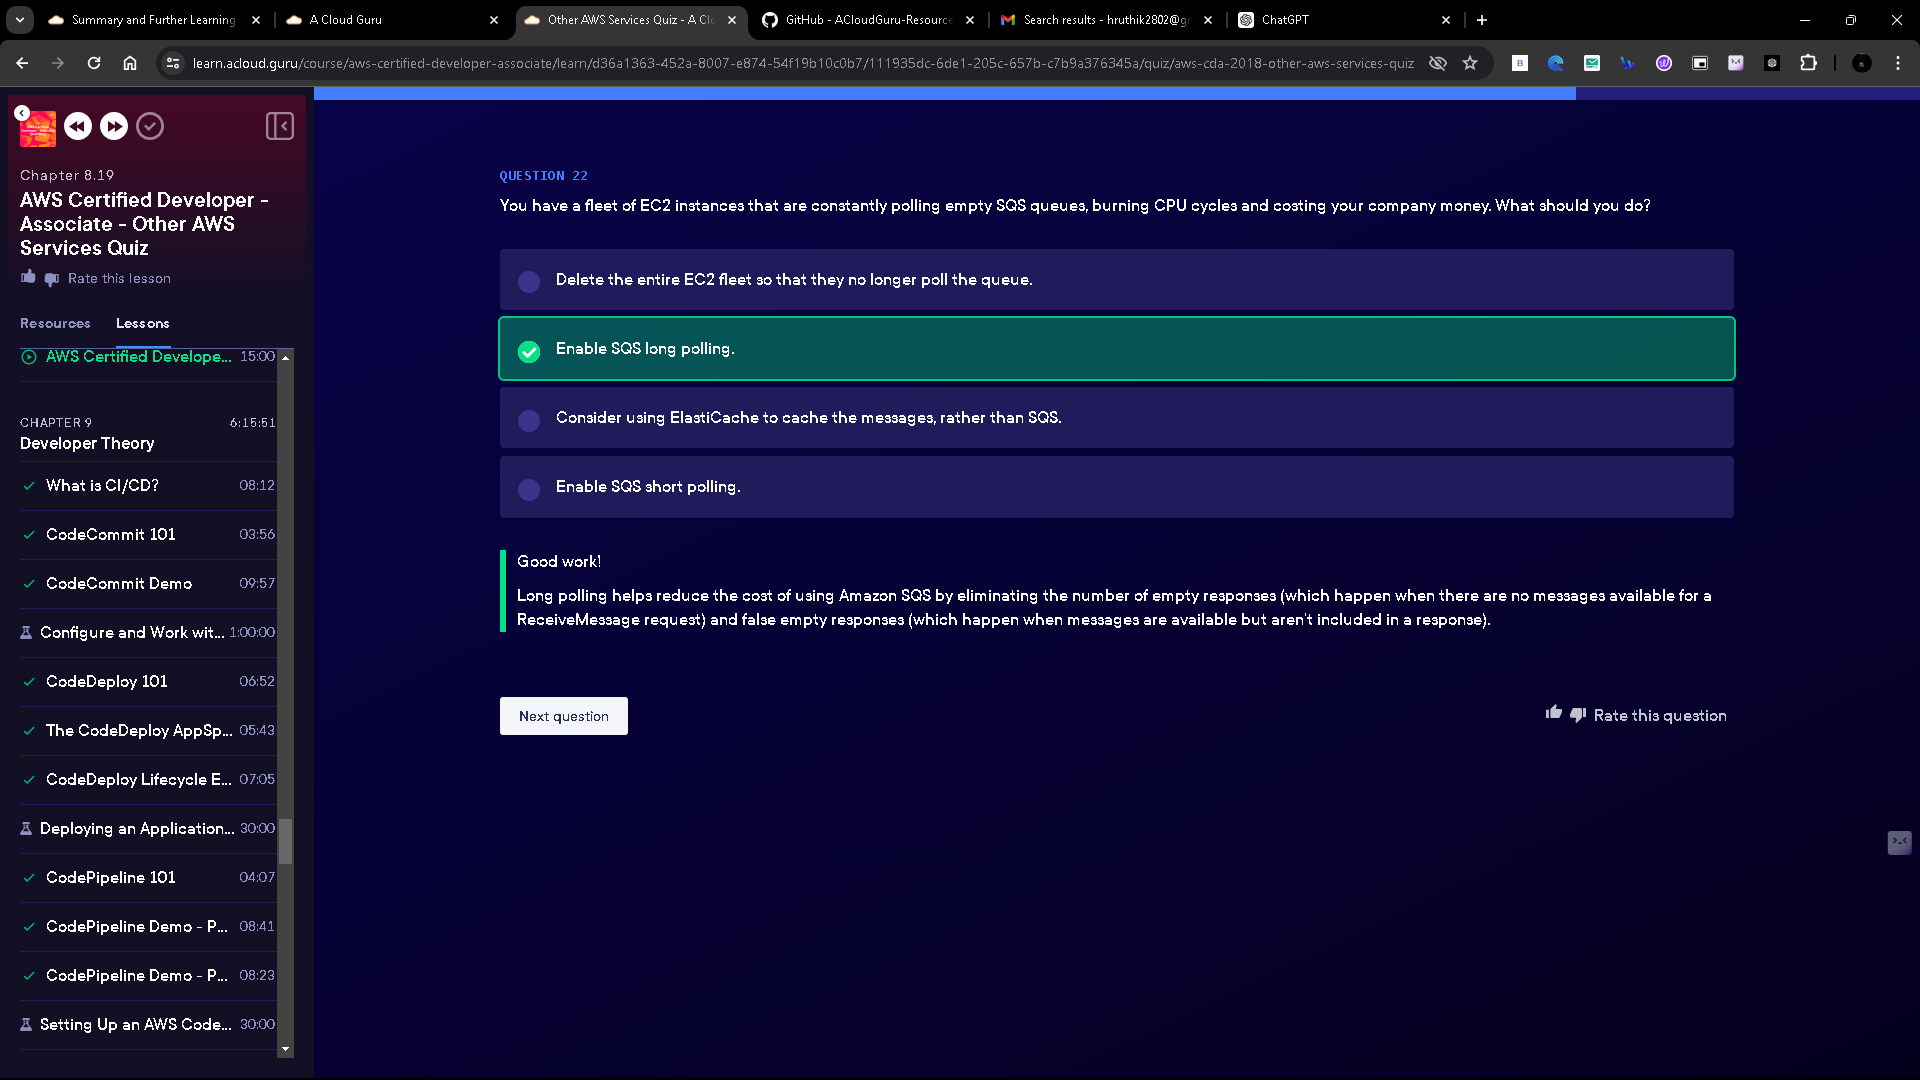 Summary and Further Learning
A Cloud Guru
Other AWS Services Quiz - A Cl
GitHub - ACloudGuru-Resource
Search results - hruthik2802@g
ChatGPT
learn.acloud.guru/course/aws-certified-developer-associate/learn/d36a1363-452a-8007-e874-54f19b10c0b7/111935dc-6de1-205c-657b-c7b9a376345a/quiz/aws-cda-2018-other-aws-services-quiz
Chapter 8.19
AWS Certified Developer -
Associate - Other AWS
Services Quiz
Rate this lesson
Resources Lessons
AWS Certified Develope... 15:00
CHAPTER 9 6:15:51
Developer Theory
What is CI/CD? 08:12
CodeCommit 101 03:56
CodeCommit Demo 09:57
Configure and Work wit... 1:00:00
CodeDeploy 101 06:52
The CodeDeploy AppSp... 05:43
CodeDeploy Lifecycle E... 07:05
Deploying an Application... 30:00
CodePipeline 101 04:07
CodePipeline Demo - P... 08:41
CodePipeline Demo - P... 08:23
Setting Up an AWS Code... 30:00
QUESTION 22
You have a fleet of EC2 instances that are constantly polling empty SQS queues, burning CPU cycles and costing your company money. What should you do?
Delete the entire EC2 fleet so that they no longer poll the queue.
Enable SQS long polling.
Consider using ElastiCache to cache the messages, rather than SQS.
Enable SQS short polling.
Good work!
Long polling helps reduce the cost of using Amazon SQS by eliminating the number of empty responses (which happen when there are no messages available for a
ReceiveMessage request) and false empty responses (which happen when messages are available but aren't included in a response).
Next question
Rate this question